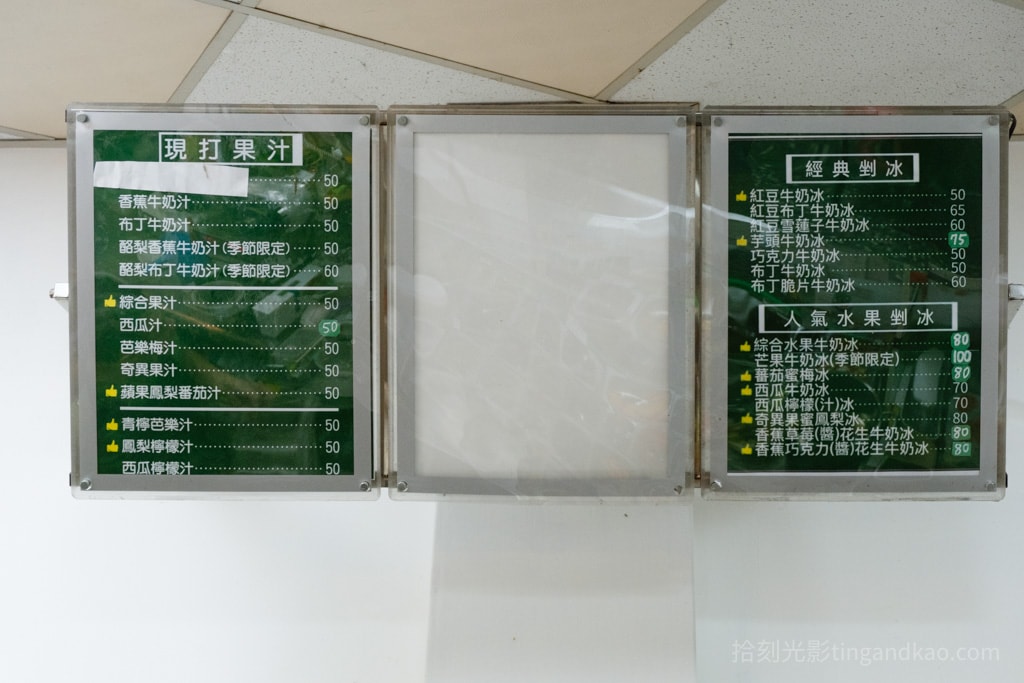 現打果汁
50
香蕉牛奶汁 50
布丁牛奶汁 50
酪梨香蕉牛奶汁(季節限定) 50
酪梨布丁牛奶汁(季節限定) 60
綜合果汁 50
西瓜汁 50
芭樂梅汁 50
奇異果汁 50
蘋果鳳梨番茄汁 50
青檸芭樂汁 50
鳳梨檸檬汁 50
西瓜檸檬汁 50
經典剉冰
紅豆牛奶冰 50
紅豆布丁牛奶冰 65
紅豆雪蓮子牛奶冰 60
芋頭牛奶冰 75
巧克力牛奶冰 50
布丁牛奶冰 50
布丁脆片牛奶冰 60
人氣水果剉冰
綜合水果牛奶冰 80
芒果牛奶冰(季節限定) 100
蕃茄蜜梅冰 80
西瓜牛奶冰 70
西瓜檸檬(汁)冰 70
奇異果蜜鳳梨冰 80
香蕉草莓(醬)花生牛奶冰 80
香蕉巧克力(醬)花生牛奶冰 80
拾刻光影tingandkao.com